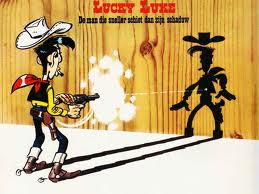 LUCKY LUKE
De man die sneller schiet dan zijn schaduw